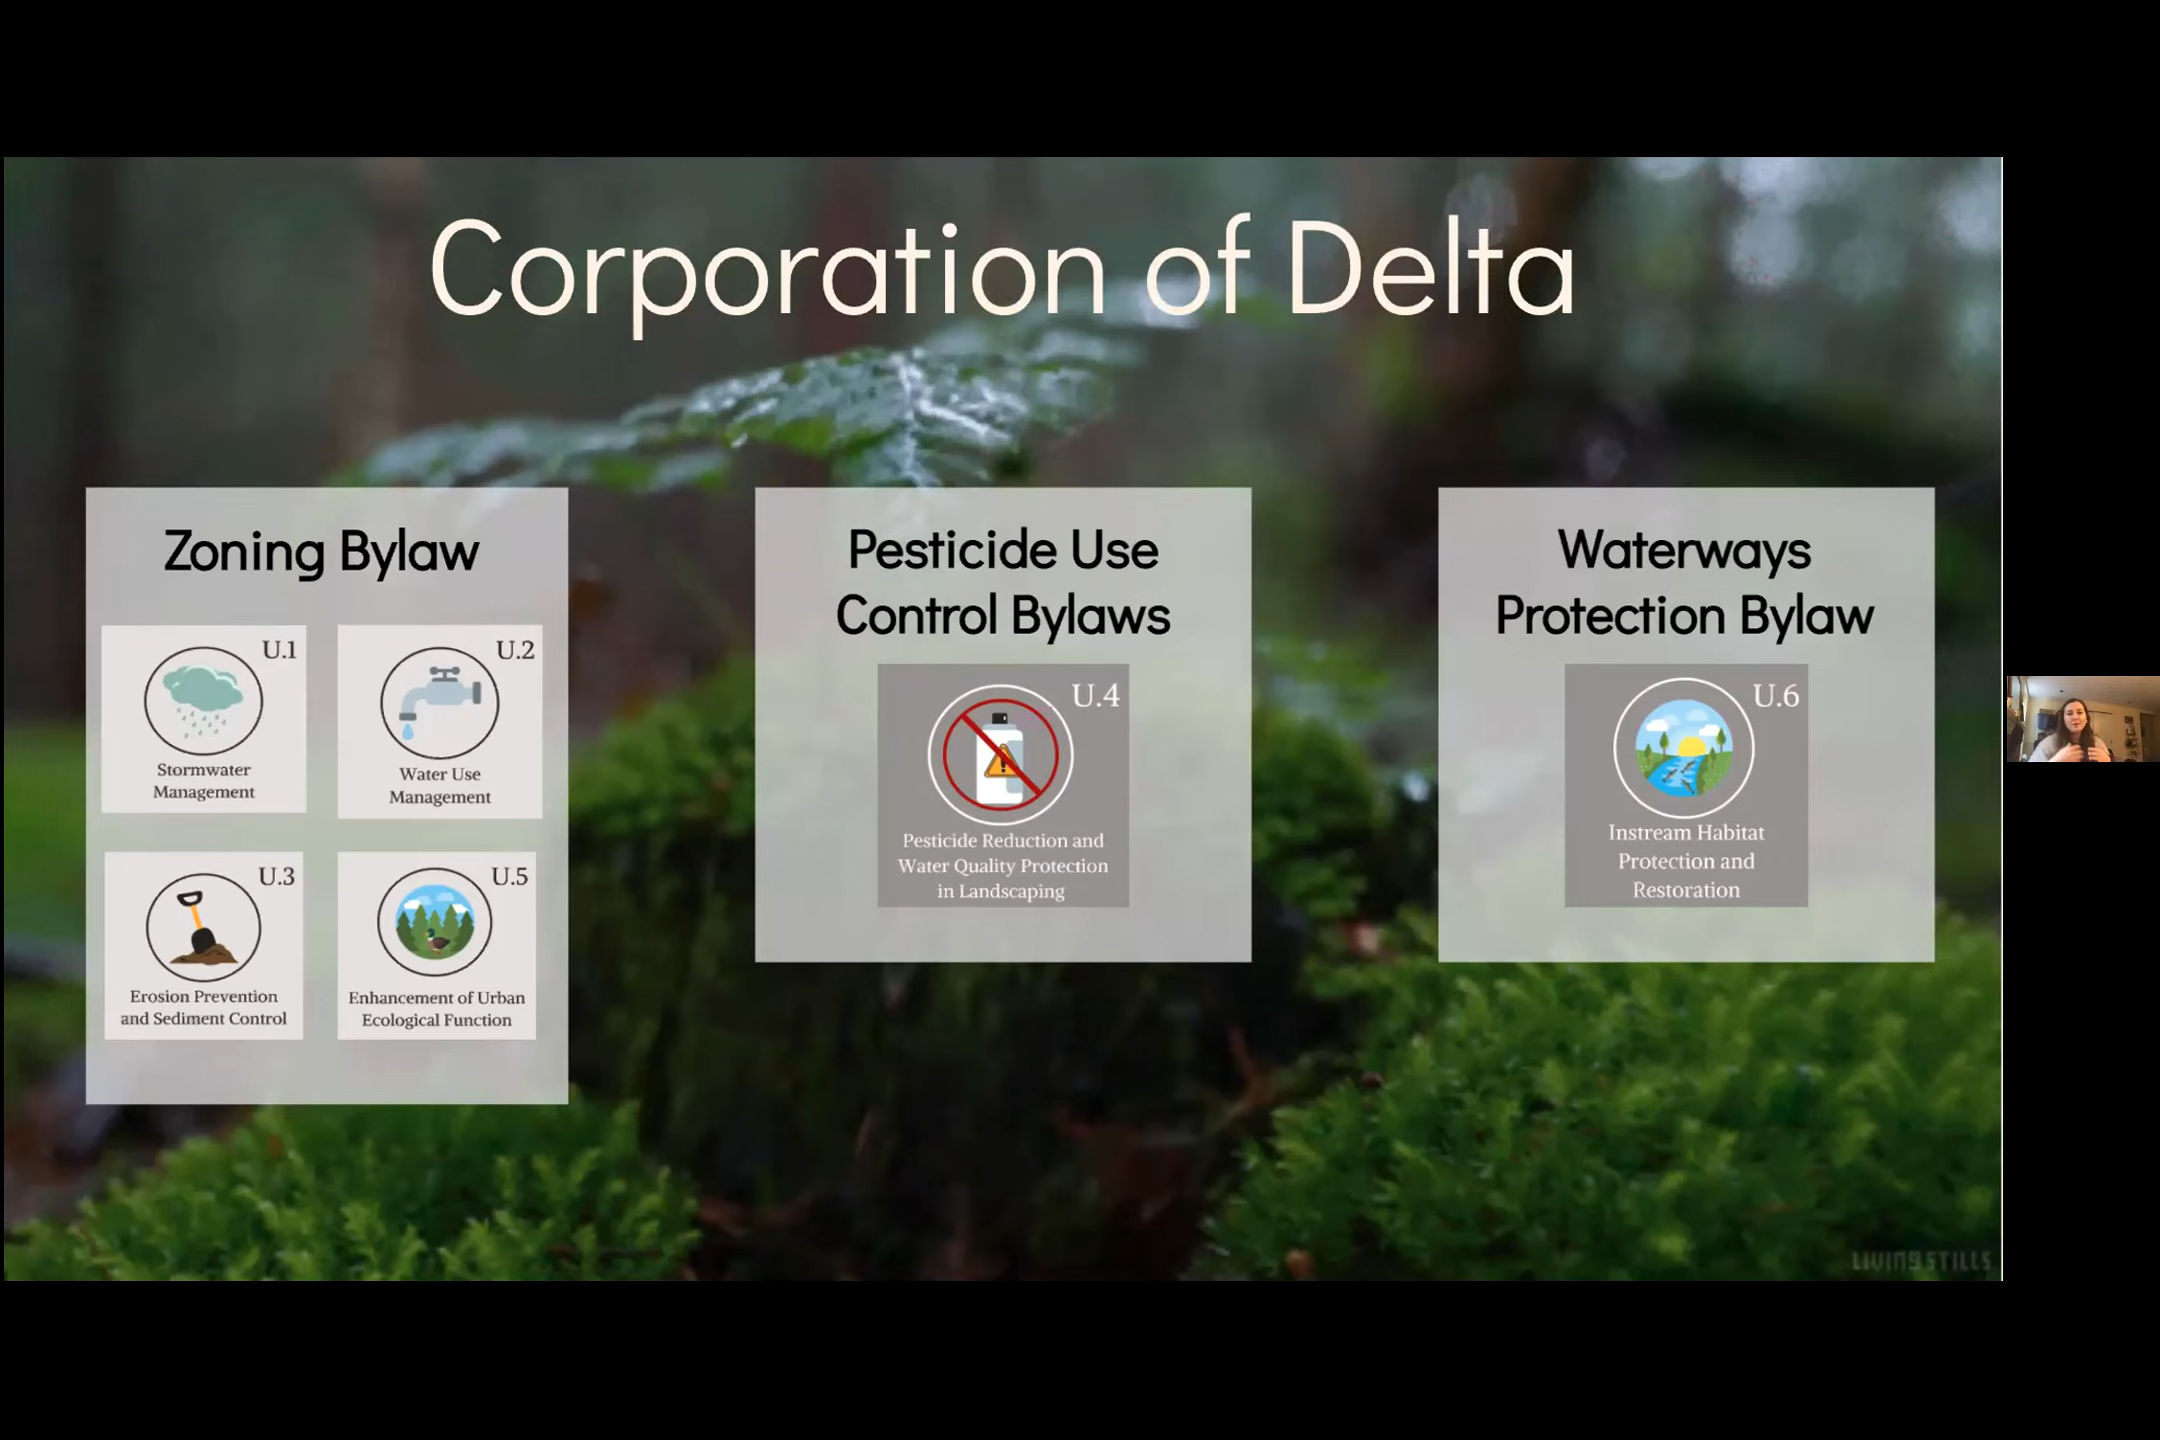 Corporation of Delta
Zoning Bylaw
U.1
Stormwater
Management
U.2
Water Use
Management
U.3
Erosion Prevention
and Sediment Control
U.5
Enhancement of Urban
Ecological Function
Pesticide Use
Control Bylaws
U.4
Pesticide Reduction and
Water Quality Protection
in Landscaping
Waterways
Protection Bylaw
U.6
Instream Habitat
Protection and
Restoration
LIVINGSTILLS